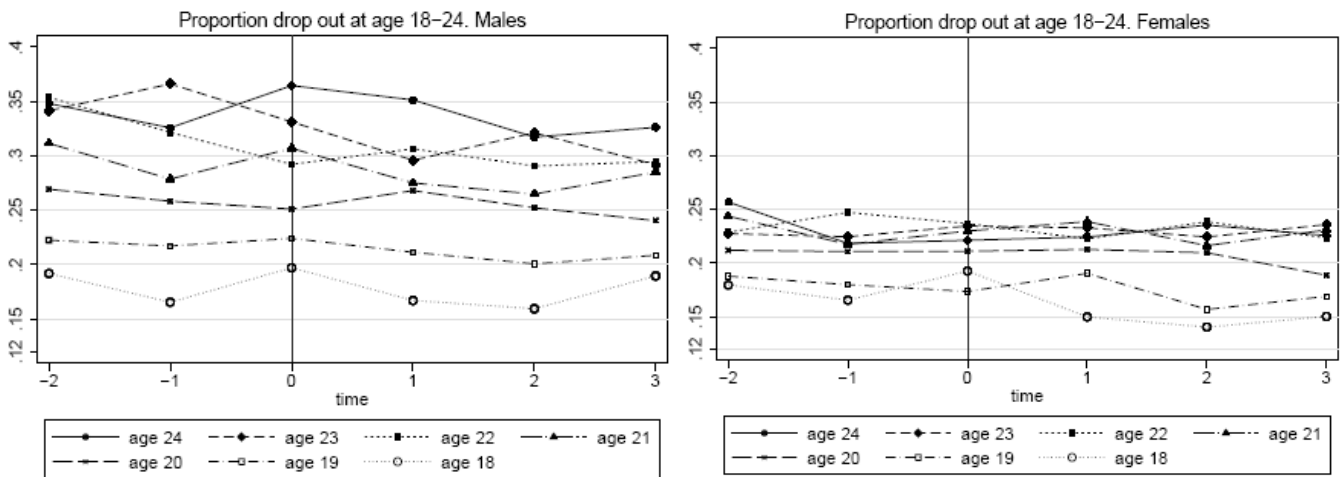 Proportion drop out at age 18−24. Males
.4
.35
.3
.25
.2
.15
.12
−2 −1 0 1 2 3
time
age 24 age 23 age 22 age 21
age 20 age 19 age 18
Proportion drop out at age 18−24. Females
.4
.35
.3
.25
.2
.15
.12
−2 −1 0 1 2 3
time
age 24 age 23 age 22 age 21
age 20 age 19 age 18